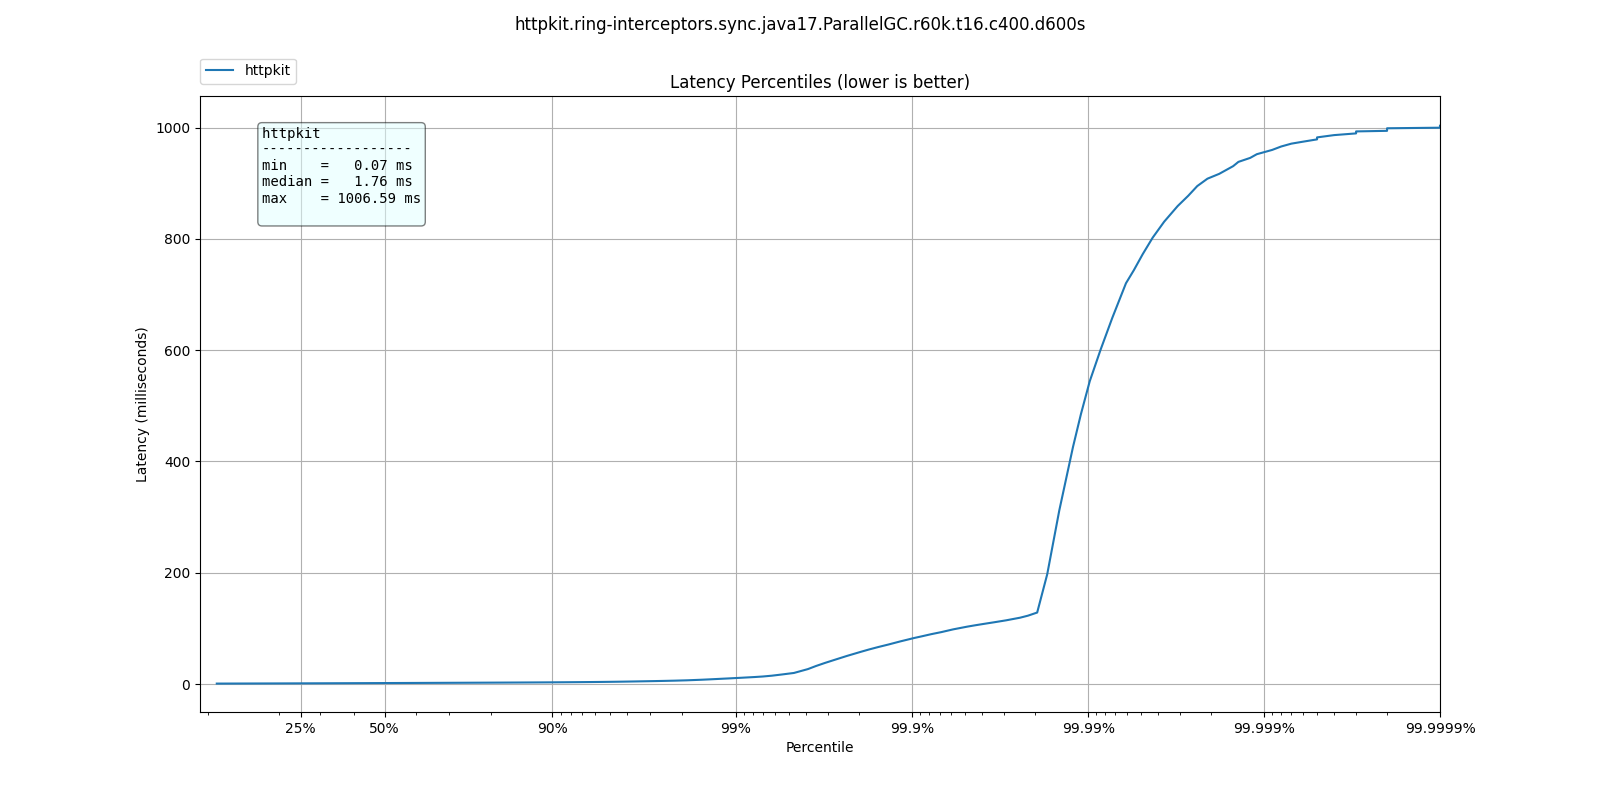 httpkit.ring-interceptors.sync.java17.ParallelGC.r60k.t16.c400.d600s
httpkit
Latency Percentiles (lower is better)
httpkit
------------------
min    =   0.07 ms
median =   1.76 ms
max    = 1006.59 ms
1000
800
600
400
200
0
Latency (milliseconds)
25% 50% 90% 99% 99.9% 99.99% 99.999% 99.9999%
Percentile